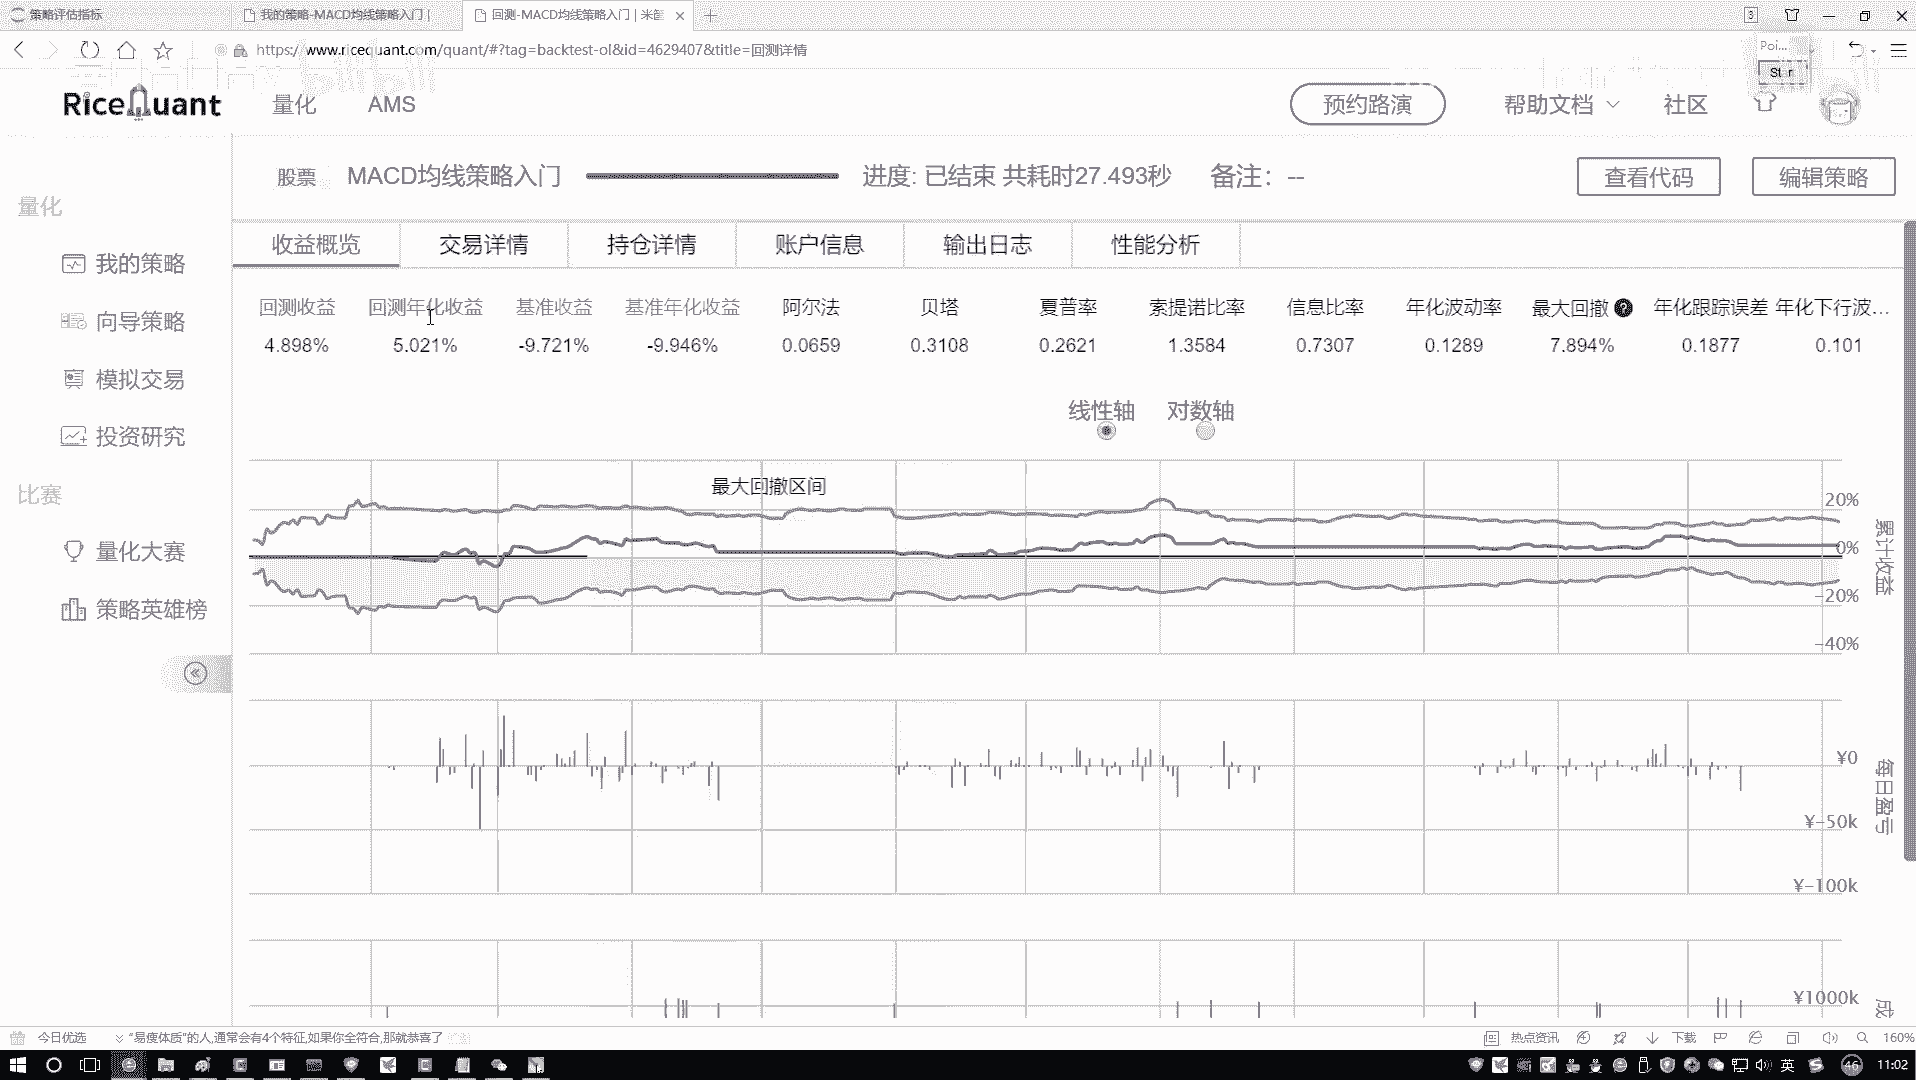 策略评估指标
我的策略-MACD均线策略入门 |
回测-MACD均线策略入门 | 米筐
https://www.ricequant.com/quant/#?tag=backtest-ol&id=4629407&title=回测详情
Poi...
RiceQuant
量化
AMS
预约路演
帮助文档
社区
股票
MACD均线策略入门
进度: 已结束 共耗时27.493秒
备注：--
查看代码
编辑策略
量化
我的策略
向导策略
模拟交易
投资研究
比赛
量化大赛
策略英雄榜
收益概览
交易详情
持仓详情
账户信息
输出日志
性能分析
回测收益 回测年化收益 基准收益 基准年化收益 阿尔法 贝塔 夏普率 索提诺比率 信息比率 年化波动率 最大回撤 年化跟踪误差 年化下行波...
4.898% 5.021% -9.721% -9.946% 0.0659 0.3108 0.2621 1.3584 0.7307 0.1289 7.894% 0.1877 0.101
线性轴
对数轴
最大回撤区间
20%
0%
-20%
-40%
累计收益
¥0
¥-50k
¥-100k
每日盈亏
¥1000k
今日优选
"易瘦体质"的人,通常会有4个特征,如果你全符合,那就恭喜了
热点资讯
下载
160%
英
46
11:02